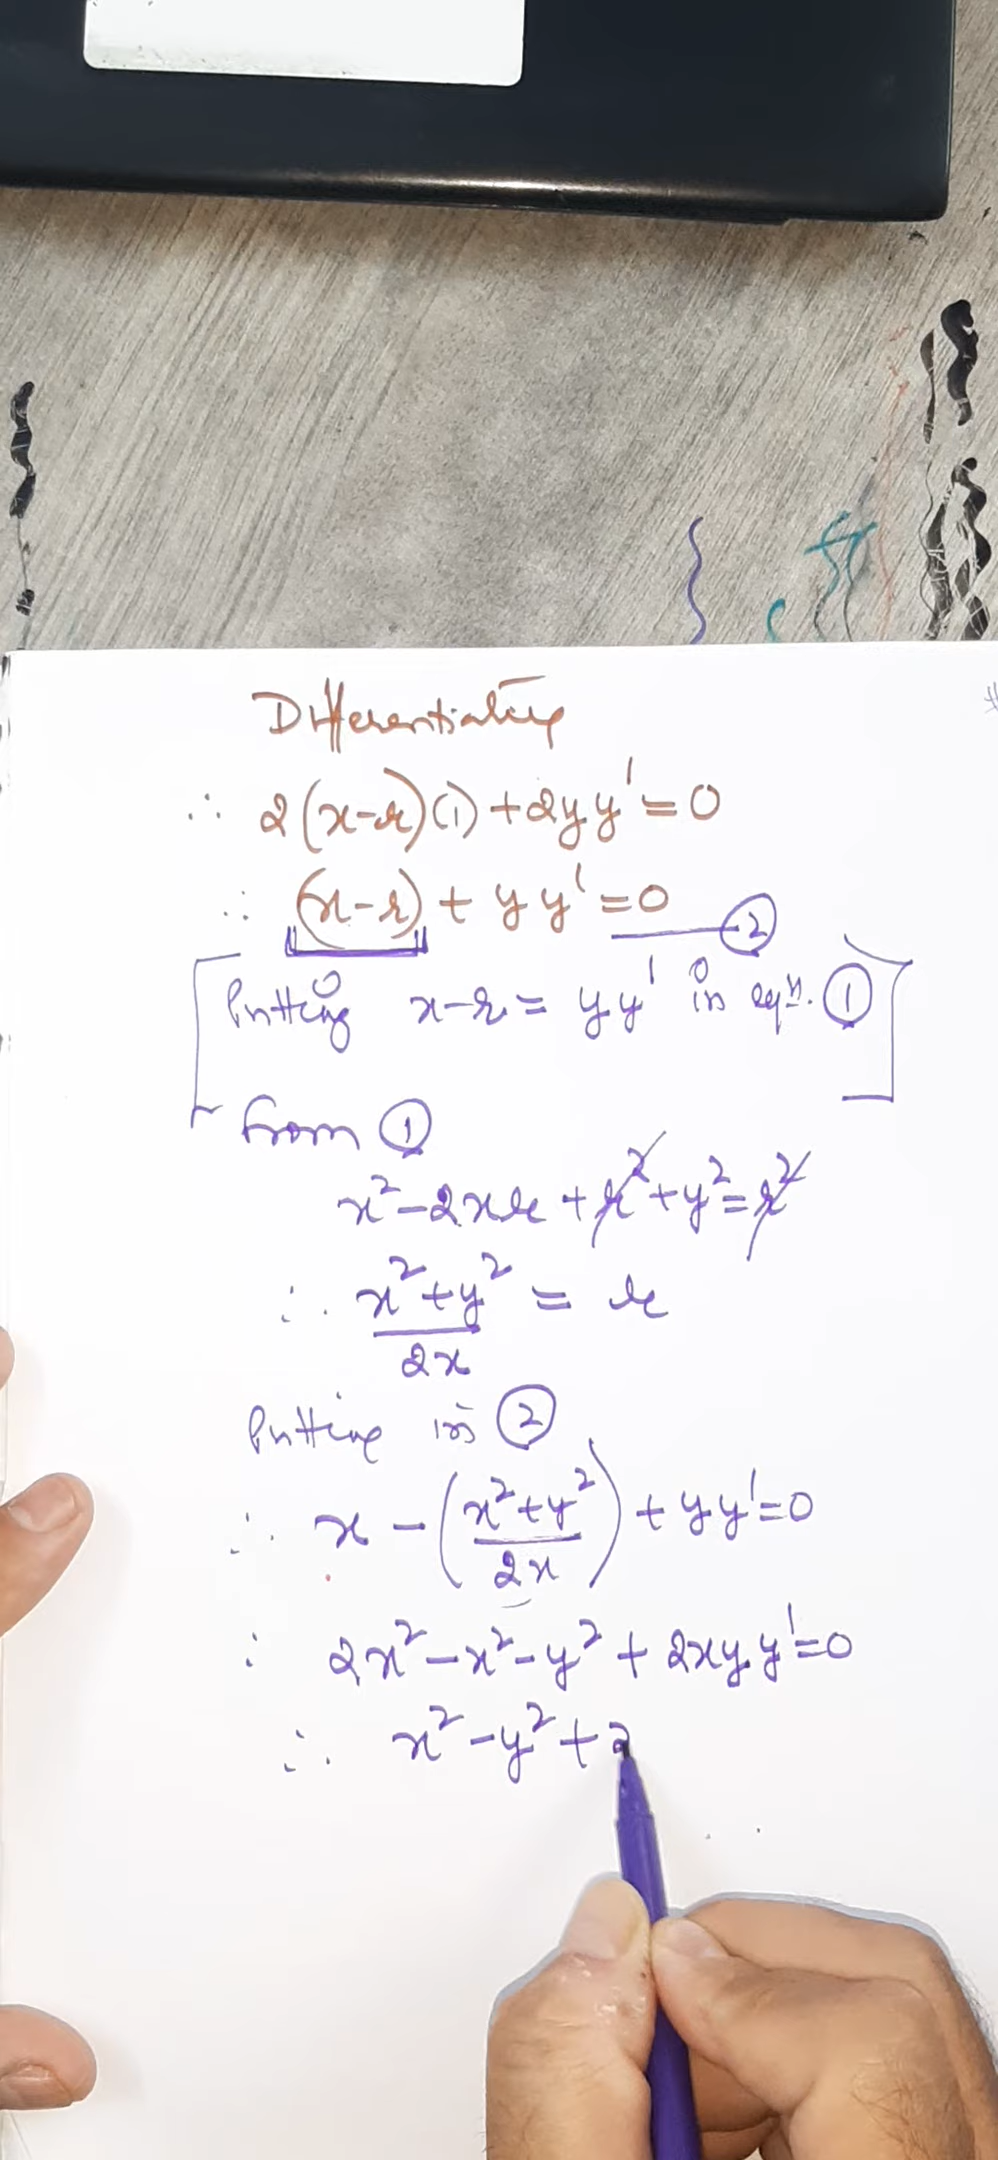 Differentiating
∴ 2(x-r)(1) + 2yy' = 0
∴ (x-r) + yy' = 0 ②
[Putting x-r = yy' in eqⁿ. ①]
From ①
x² - 2xr + r² + y² = r²
∴ x² + y² / 2x = r
Putting in ②
∴ x - (x² + y² / 2x) + yy' = 0
∴ 2x² - x² - y² + 2xyy' = 0
∴ x² - y² + 2